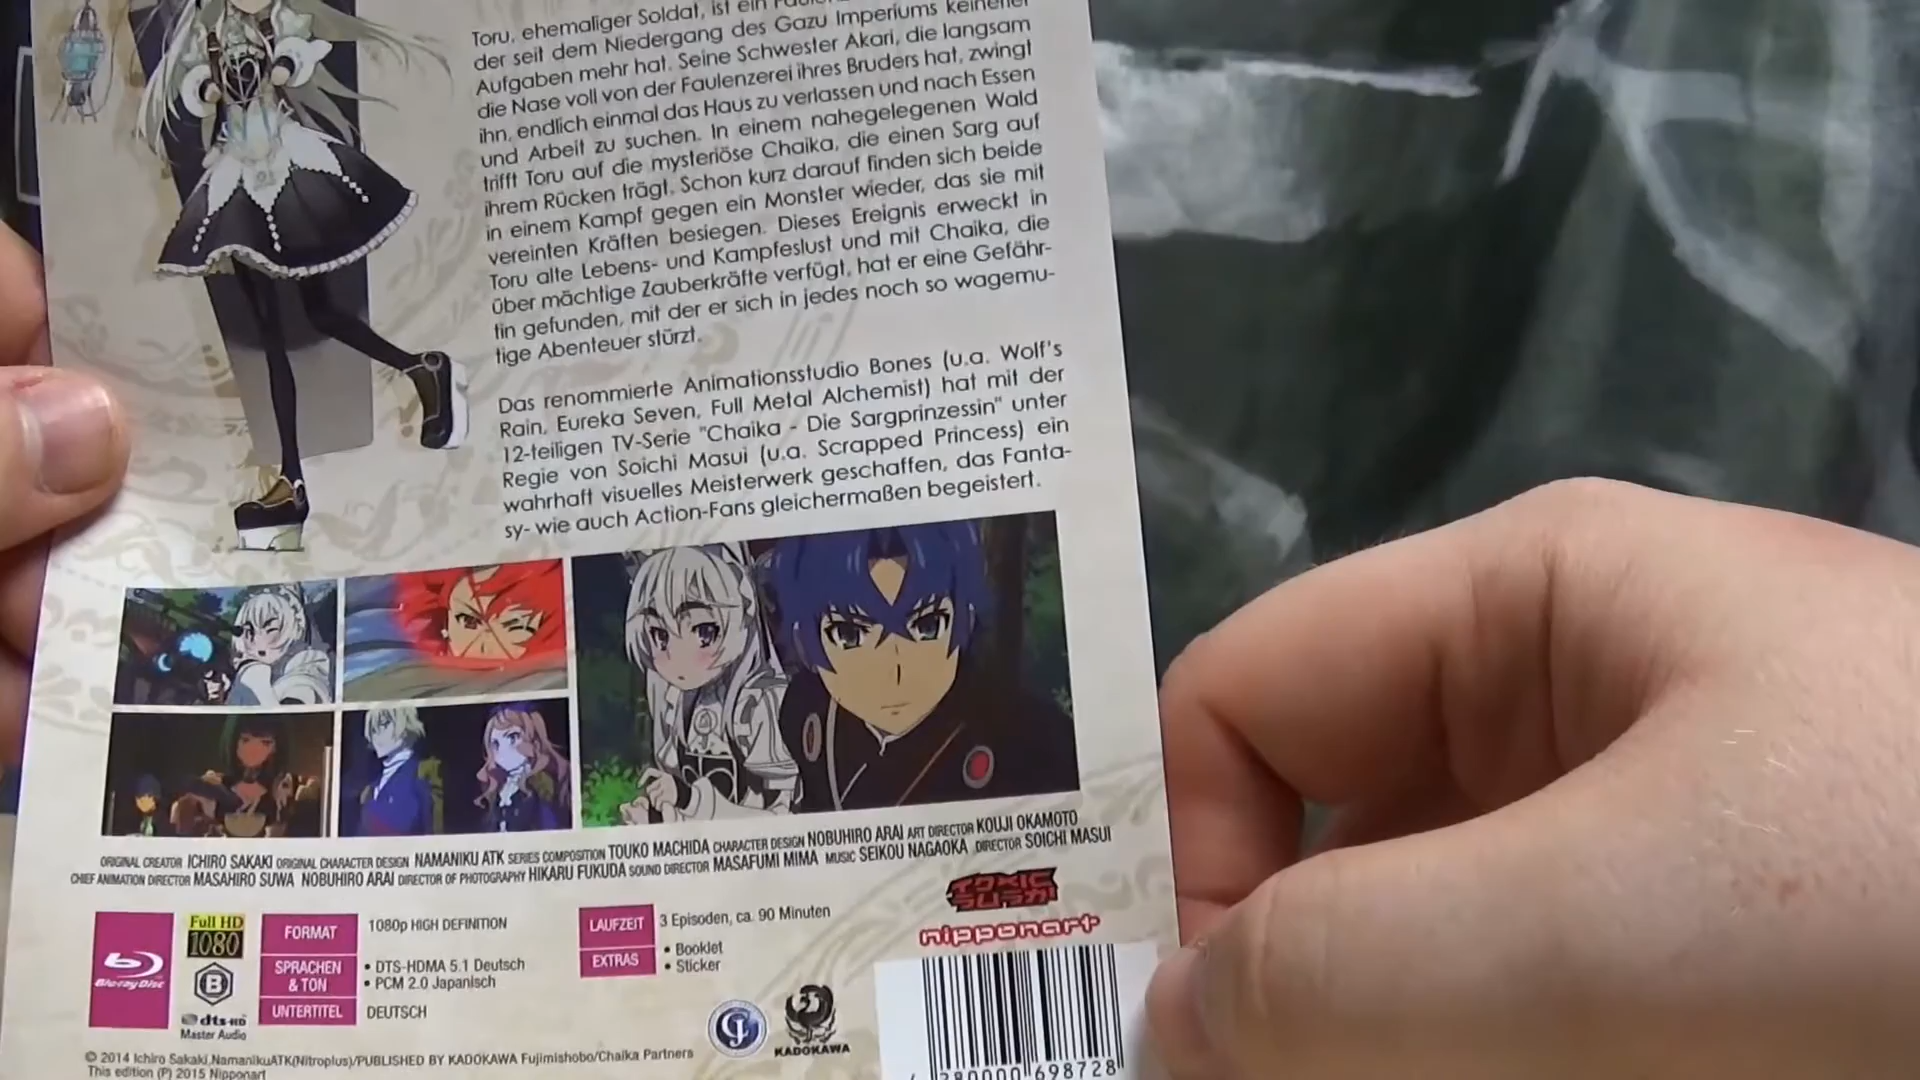 Toru, ehemaliger Soldat, ist ein
der seit dem Niedergang des Gazu Imperiums keinerlei
Aufgaben mehr hat. Seine Schwester Akari, die langsam
die Nase voll von der Faulenzerei ihres Bruders hat, zwingt
ihn, endlich einmal das Haus zu verlassen und nach Essen
und Arbeit zu suchen. In einem nahegelegenen Wald
trifft Toru auf die mysteriöse Chaika, die einen Sarg auf
ihrem Rücken trägt. Schon kurz darauf finden sich beide
in einem Kampf gegen ein Monster wieder, das sie mit
vereinten Kräften besiegen. Dieses Ereignis erweckt in
Toru alte Lebens- und Kampfeslust und mit Chaika, die
über mächtige Zauberkräfte verfügt, hat er eine Gefähr-
tin gefunden, mit der er sich in jedes noch so wagemu-
tige Abenteuer stürzt.
Das renommierte Animationsstudio Bones (u.a. Wolf's
Rain, Eureka Seven, Full Metal Alchemist) hat mit der
12-teiligen TV-Serie "Chaika - Die Sargprinzessin" unter
Regie von Soichi Masui (u.a. Scrapped Princess) ein
wahrhaft visuelles Meisterwerk geschaffen, das Fanta-
sy- wie auch Action-Fans gleichermaßen begeistert.
ORIGINAL CREATOR ICHIRO SAKAKI ORIGINAL CHARACTER DESIGN NAMANIKU ATK SERIES COMPOSITION TOUKO MACHIDA CHARACTER DESIGN NOBUHIRO ARAI ART DIRECTOR KOUJI OKAMOTO
CHIEF ANIMATION DIRECTOR MASAHIRO SUWA NOBUHIRO ARAI DIRECTOR OF PHOTOGRAPHY HIKARU FUKUDA SOUND DIRECTOR MASAFUMI MIMA MUSIC SEIKOU NAGAOKA DIRECTOR SOICHI MASUI
Blu-ray Disc
Full HD
1080
B
dts-HD
Master Audio
FORMAT
1080p HIGH DEFINITION
SPRACHEN
& TON
• DTS-HDMA 5.1 Deutsch
• PCM 2.0 Japanisch
UNTERTITEL
DEUTSCH
LAUFZEIT
3 Episoden, ca. 90 Minuten
EXTRAS
• Booklet
• Sticker
nipponart
KADOKAWA
© 2014 Ichiro Sakaki,NamanikuATK(Nitroplus)/PUBLISHED BY KADOKAWA Fujimishobo/Chaika Partners
This edition (P) 2015 Nipponart
280000 698728